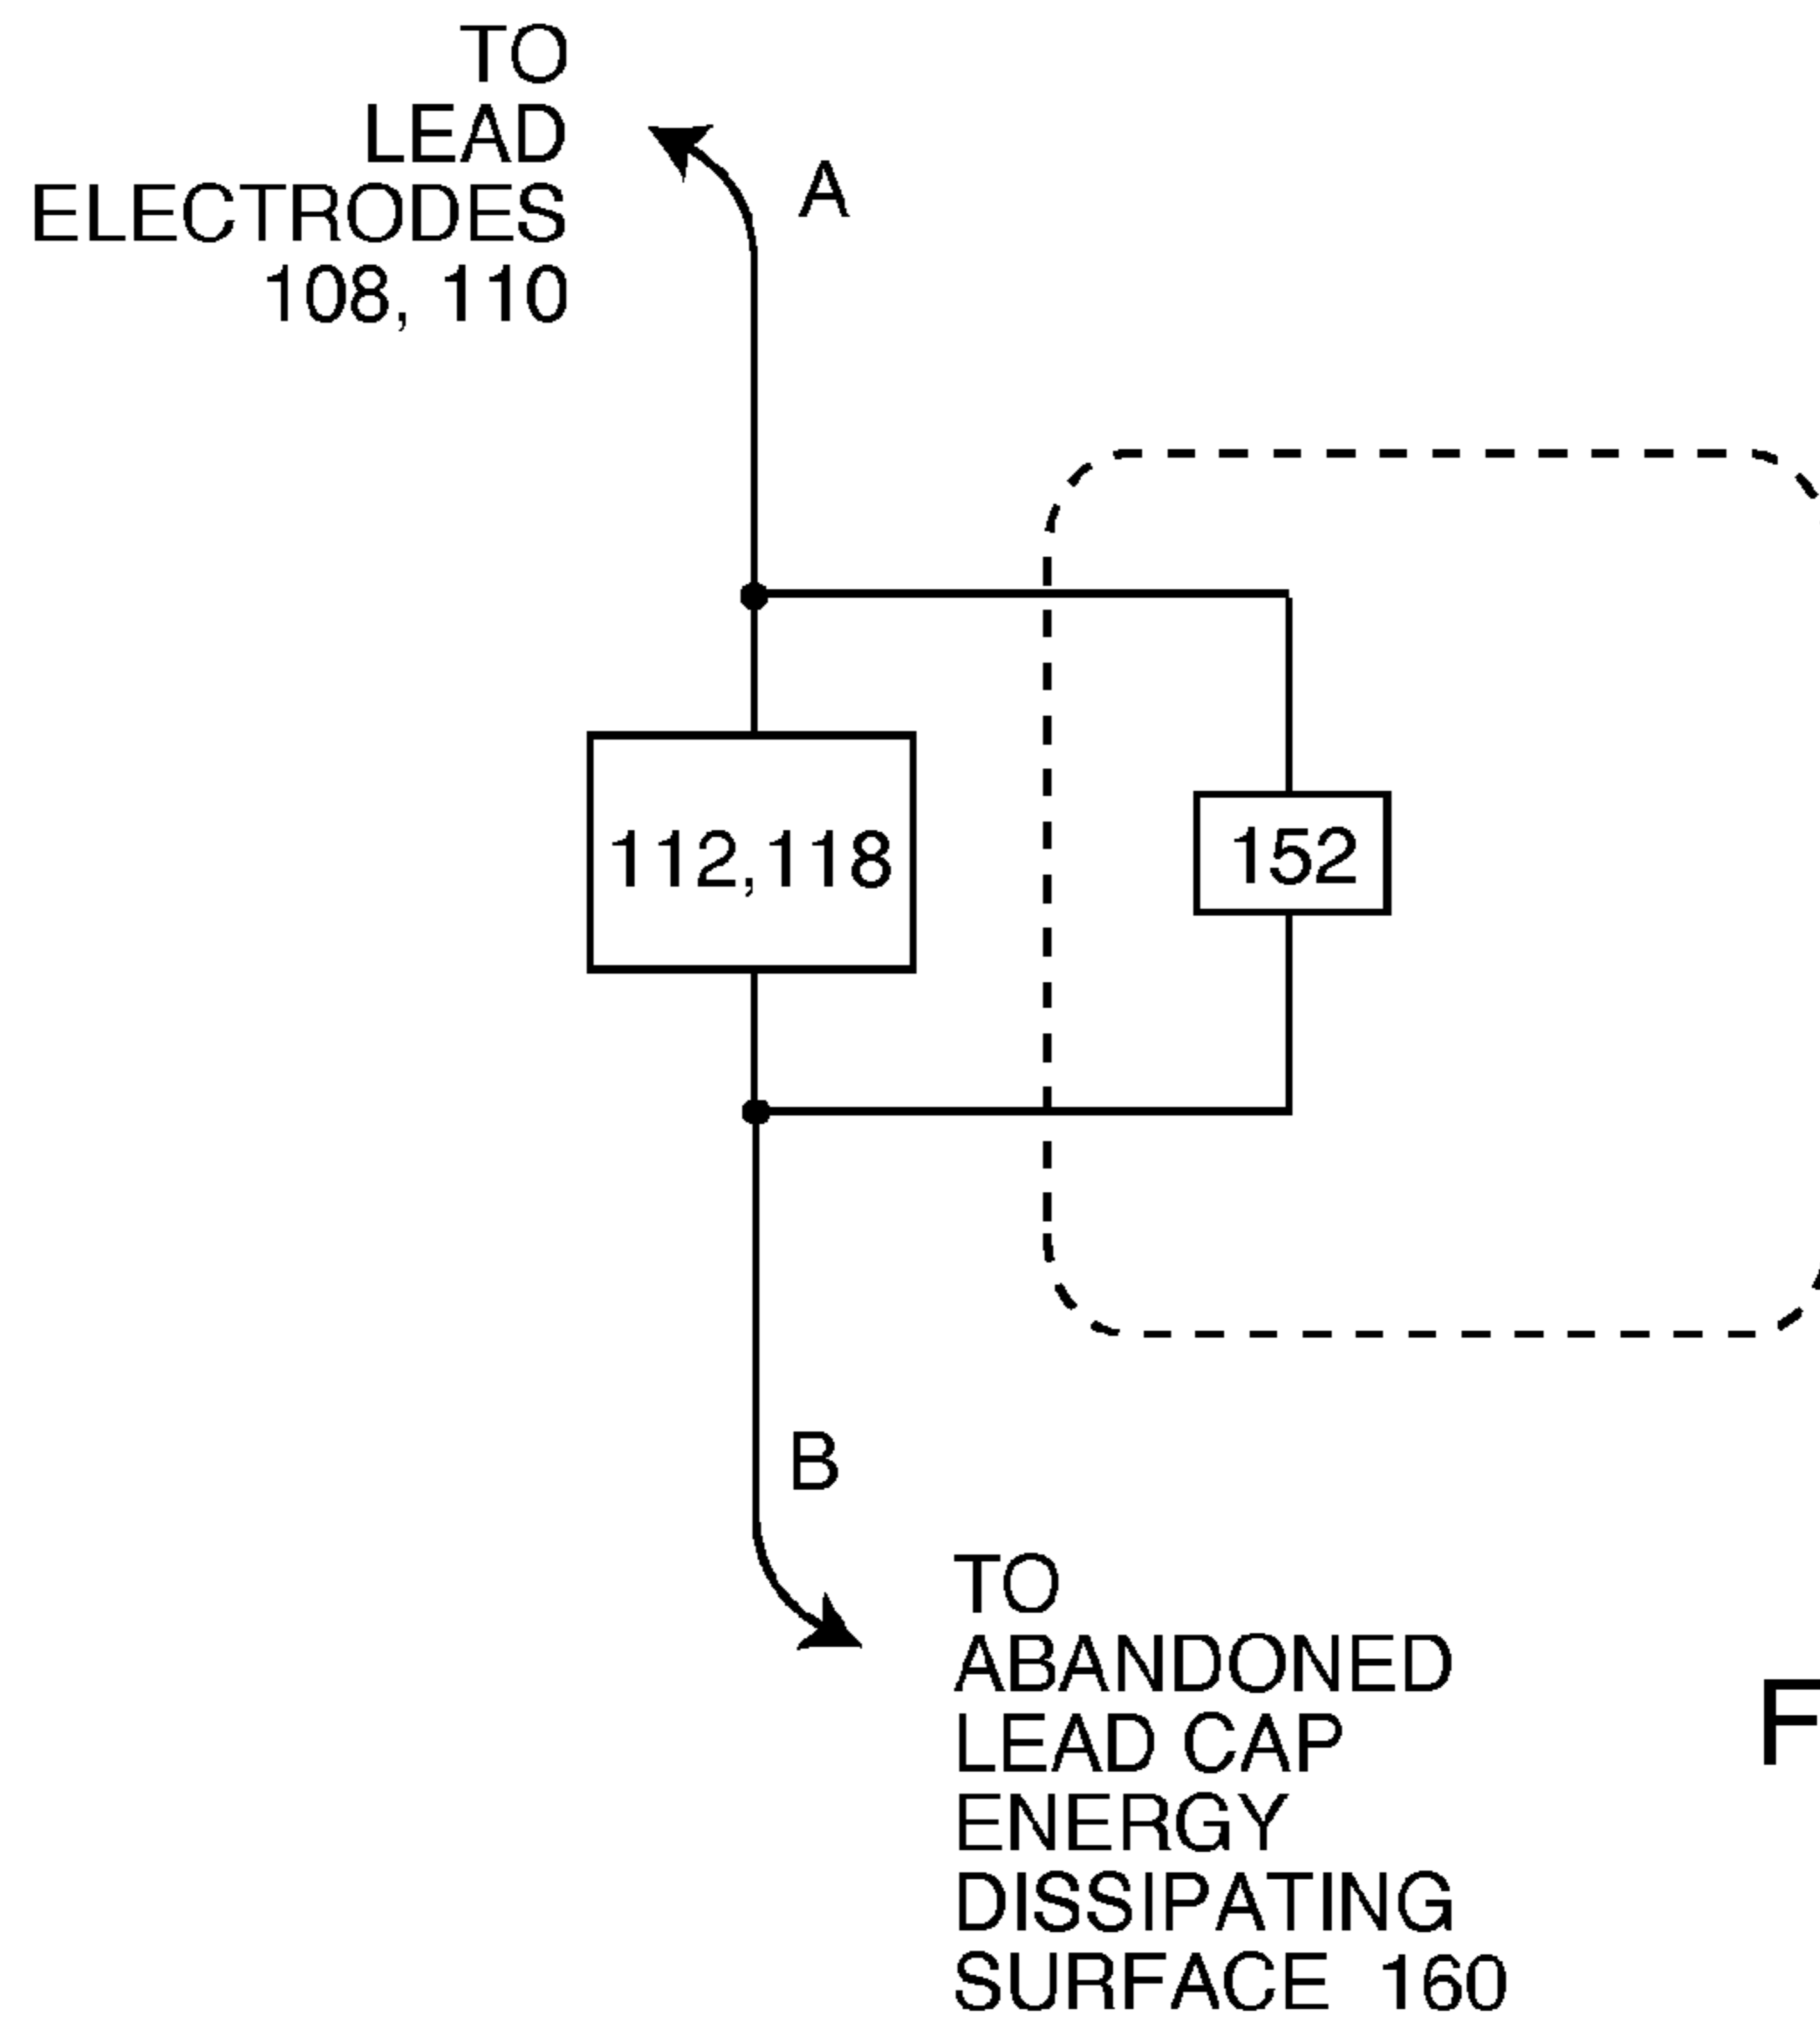 TO
LEAD
ELECTRODES
108, 110
A
112,118
152
B
TO
ABANDONED
LEAD CAP
ENERGY
DISSIPATING
SURFACE 160
F